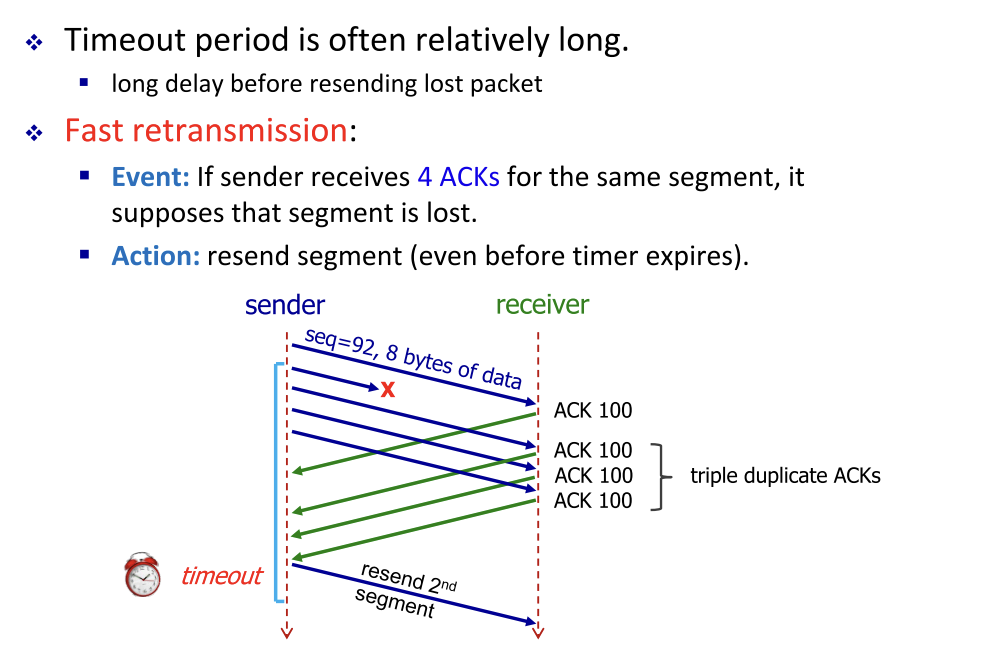 Timeout period is often relatively long.
long delay before resending lost packet
Fast retransmission:
Event: If sender receives 4 ACKs for the same segment, it
supposes that segment is lost.
Action: resend segment (even before timer expires).
sender
receiver
seq=92, 8 bytes of data
X
ACK 100
ACK 100
ACK 100
ACK 100
triple duplicate ACKs
timeout
resend 2nd
segment